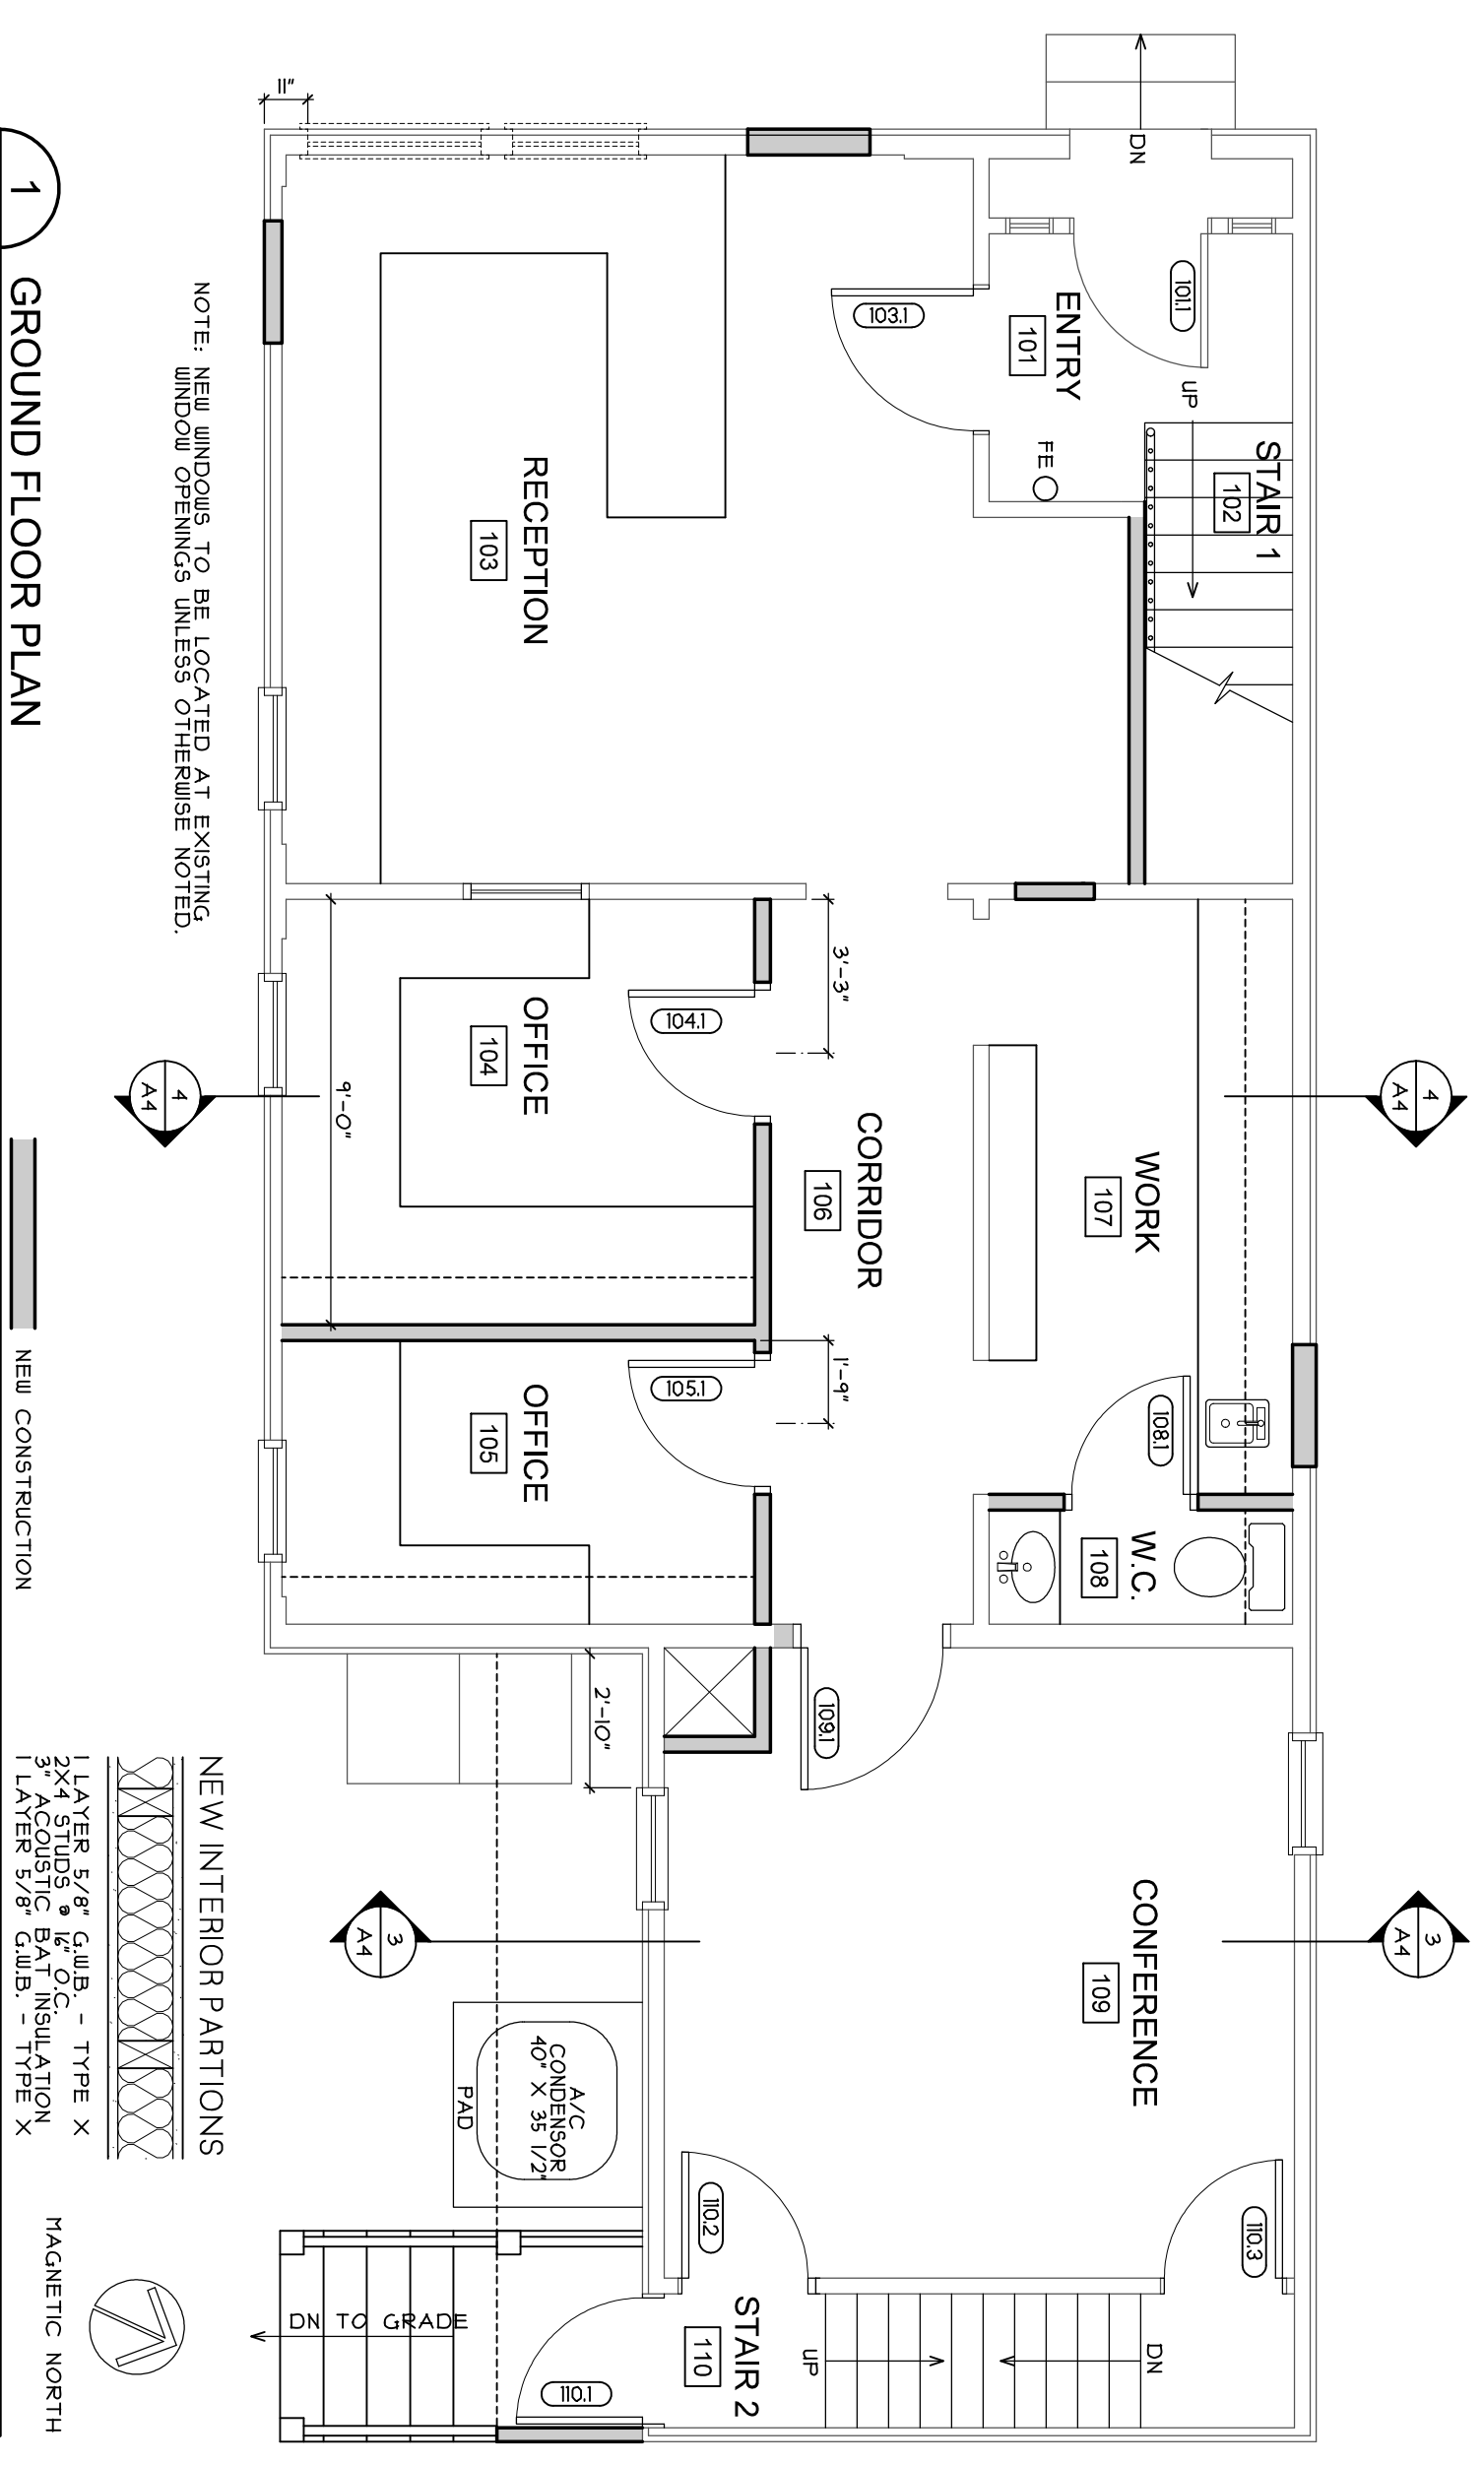 DN
101.1
UP
STAIR 1
102
ENTRY
101
103.1
FE
RECEPTION
103
11"
NOTE: NEW WINDOWS TO BE LOCATED AT EXISTING
WINDOW OPENINGS UNLESS OTHERWISE NOTED.
4
A4
WORK
107
108.1
W.C.
108
3'-3"
CORRIDOR
106
1'-9"
104.1
OFFICE
104
9'-0"
105.1
OFFICE
105
4
A4
3
A4
CONFERENCE
109
109.1
2'-10"
110.3
110.2
DN
UP
STAIR 2
110
110.1
3
A4
A/C
CONDENSOR
40" X 35 1/2"
PAD
DN TO GRADE
1
GROUND FLOOR PLAN
NEW CONSTRUCTION
NEW INTERIOR PARTIONS
1 LAYER 5/8" G.W.B. - TYPE X
2X4 STUDS @ 16" O.C.
3" ACOUSTIC BAT INSULATION
1 LAYER 5/8" G.W.B. - TYPE X
MAGNETIC NORTH